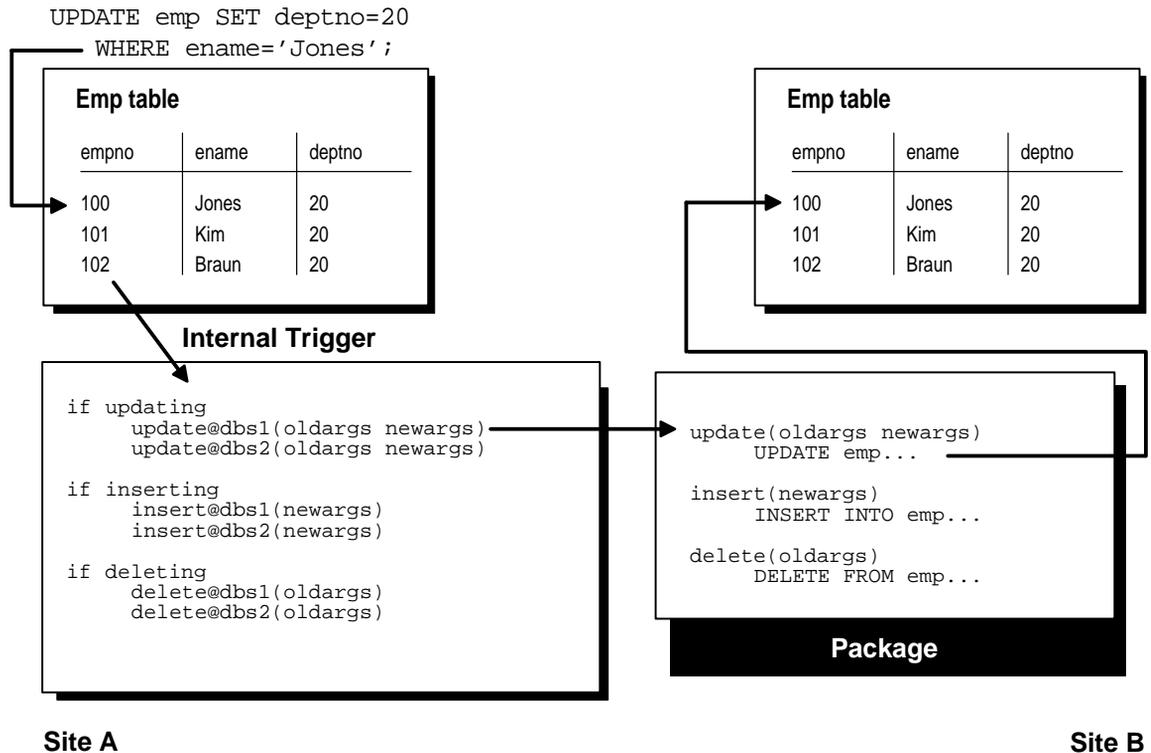 UPDATE emp SET deptno=20
WHERE ename=’Jones’;
Emp table
empno ename deptno
100 Jones 20
101 Kim 20
102 Braun 20
Emp table
empno ename deptno
100 Jones 20
101 Kim 20
102 Braun 20
Internal Trigger
if updating
update@dbs1(oldargs newargs)
update@dbs2(oldargs newargs)
if inserting
insert@dbs1(newargs)
insert@dbs2(newargs)
if deleting
delete@dbs1(oldargs)
delete@dbs2(oldargs)
update(oldargs newargs)
UPDATE emp...
insert(newargs)
INSERT INTO emp...
delete(oldargs)
DELETE FROM emp...
Package
Site A
Site B